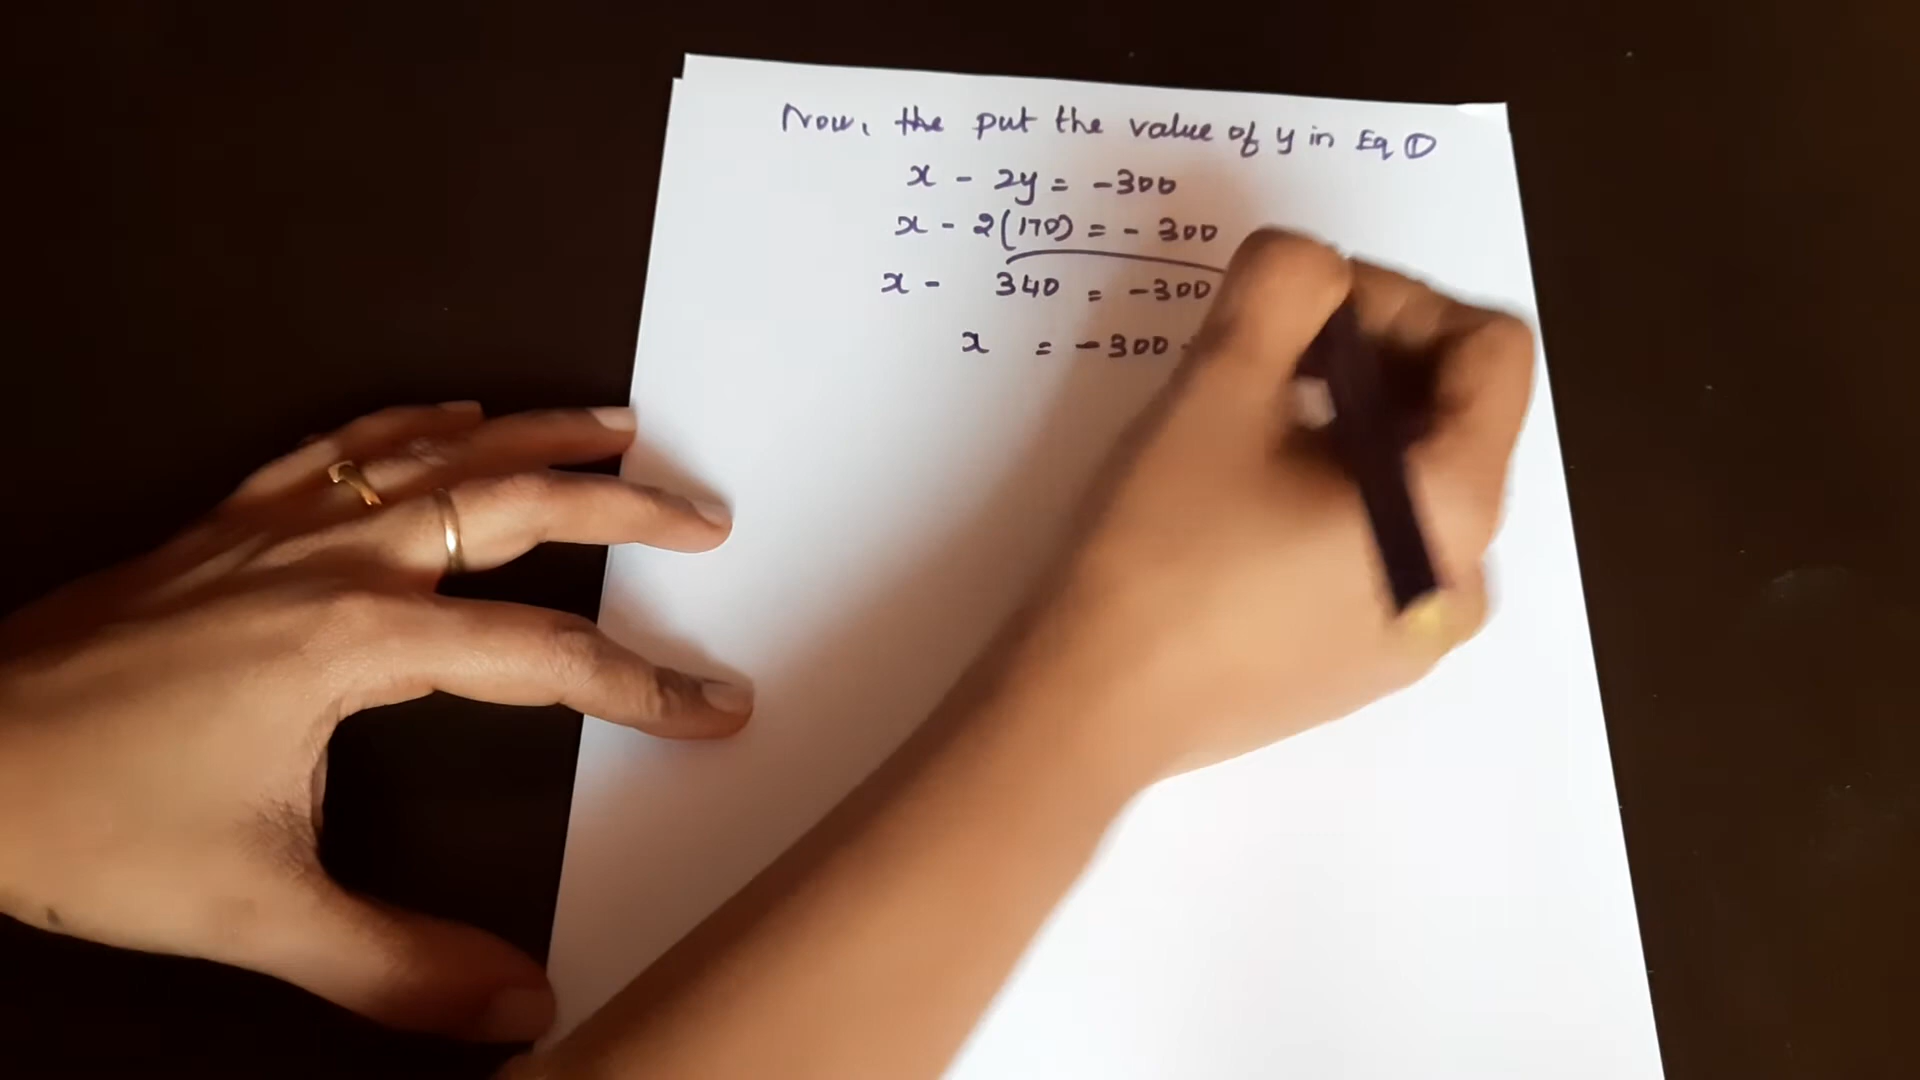 Now, the put the value of y in Eq ①
x - 2y = -300
x - 2(170) = - 300
x - 340 = -300
x = -300